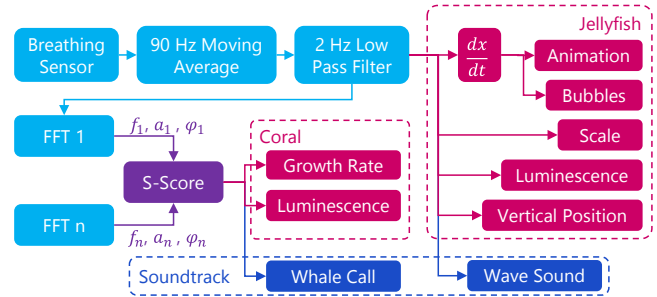 Jellyfish
Breathing
Sensor
90 Hz Moving
Average
2 Hz Low
Pass Filter
dx
dt
Animation
Bubbles
FFT 1
f₁, a₁, φ₁
Coral
Scale
Growth Rate
S-Score
Luminescence
Luminescence
FFT n
fₙ, aₙ, φₙ
Vertical Position
Soundtrack
Whale Call
Wave Sound